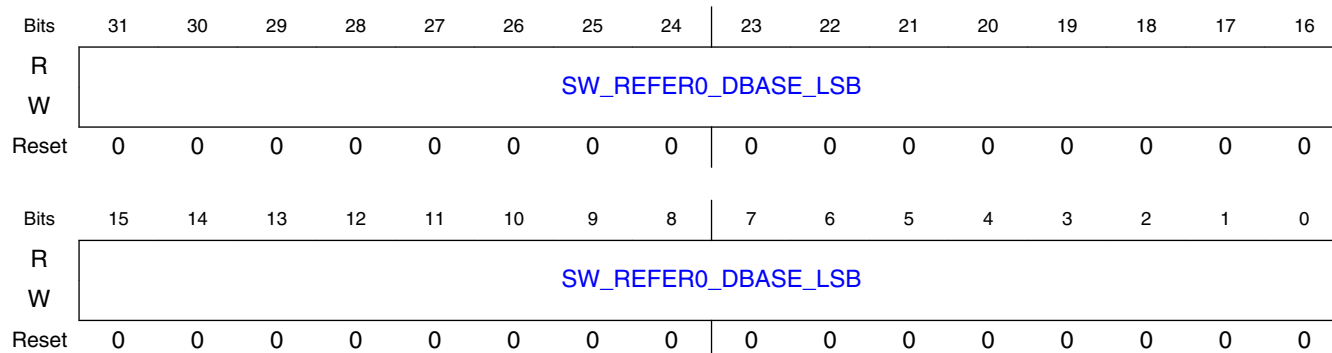 Bits 31 30 29 28 27 26 25 24 23 22 21 20 19 18 17 16
R
SW_REFER0_DBASE_LSB
W
Reset 0 0 0 0 0 0 0 0 0 0 0 0 0 0 0 0
Bits 15 14 13 12 11 10 9 8 7 6 5 4 3 2 1 0
R
SW_REFER0_DBASE_LSB
W
Reset 0 0 0 0 0 0 0 0 0 0 0 0 0 0 0 0